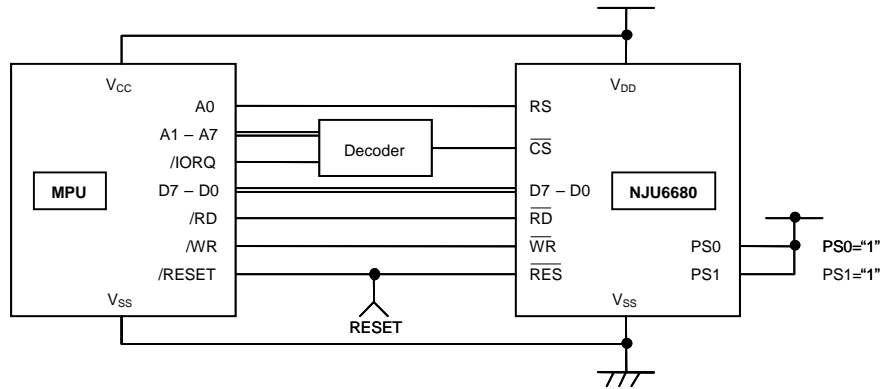 VCC
VDD
A0
RS
A1 – A7
Decoder
CS
/IORQ
MPU
D7 – D0
D7 – D0
NJU6680
/RD
RD
/WR
WR
PS0
PS0=“1”
/RESET
RES
PS1
PS1=“1”
VSS
VSS
RESET